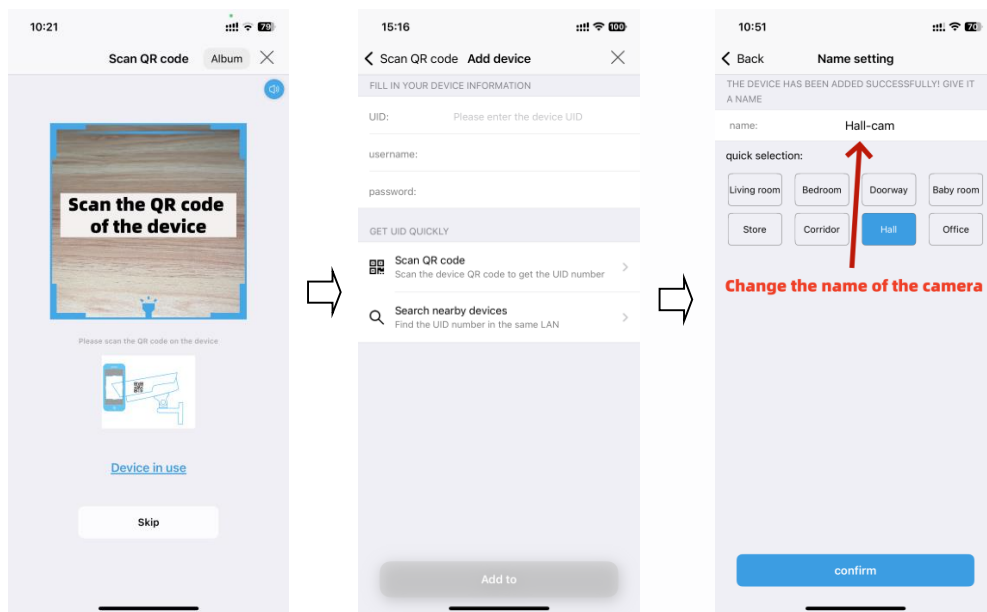 10:21
79
Scan QR code
Album
Scan the QR code
of the device
Please scan the QR code on the device
Device in use
Skip
15:16
100
Scan QR code
Add device
FILL IN YOUR DEVICE INFORMATION
UID:
Please enter the device UID
username:
password:
GET UID QUICKLY
Scan QR code
Scan the device QR code to get the UID number
Search nearby devices
Find the UID number in the same LAN
Add to
10:51
70
Back
Name setting
THE DEVICE HAS BEEN ADDED SUCCESSFULLY! GIVE IT
A NAME
name:
Hall-cam
quick selection:
Living room
Bedroom
Doorway
Baby room
Store
Corridor
Hall
Office
Change the name of the camera
confirm